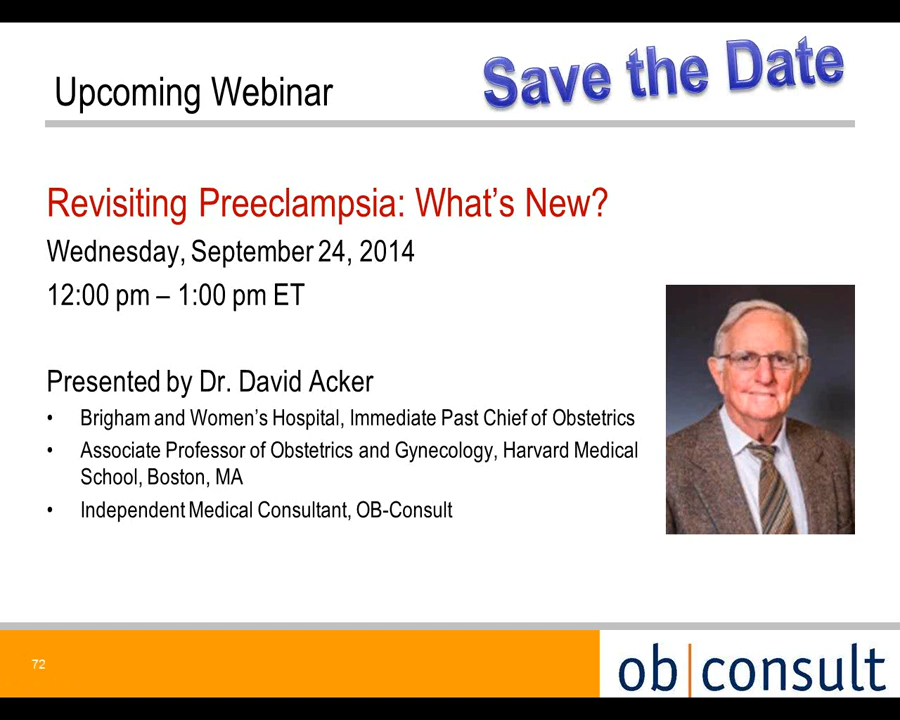 Save the Date
Upcoming Webinar
Revisiting Preeclampsia: What's New?
Wednesday, September 24, 2014
12:00 pm – 1:00 pm ET
Presented by Dr. David Acker
• Brigham and Women's Hospital, Immediate Past Chief of Obstetrics
• Associate Professor of Obstetrics and Gynecology, Harvard Medical
School, Boston, MA
• Independent Medical Consultant, OB-Consult
72
ob|consult